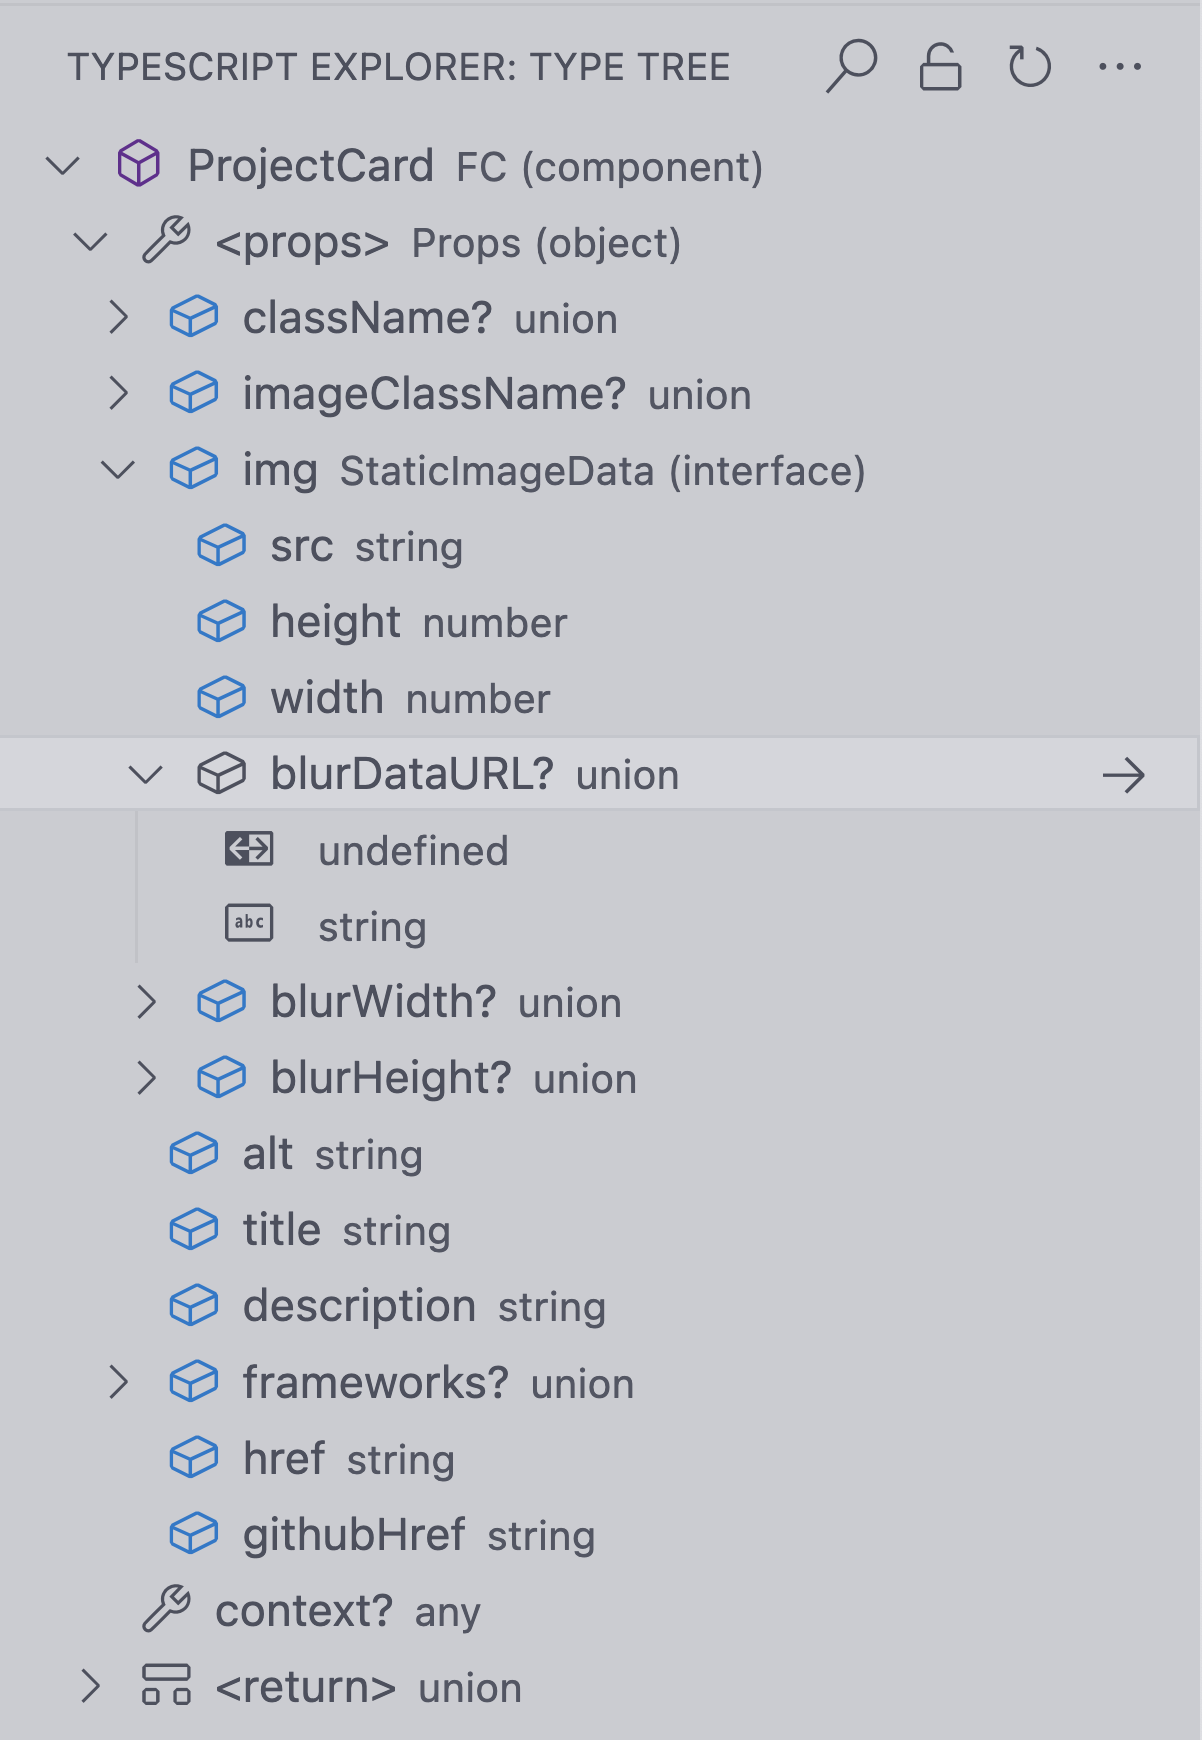 TYPESCRIPT EXPLORER: TYPE TREE
ProjectCard FC (component)
<props> Props (object)
className? union
imageClassName? union
img StaticImageData (interface)
src string
height number
width number
blurDataURL? union
undefined
abc string
blurWidth? union
blurHeight? union
alt string
title string
description string
frameworks? union
href string
githubHref string
context? any
<return> union